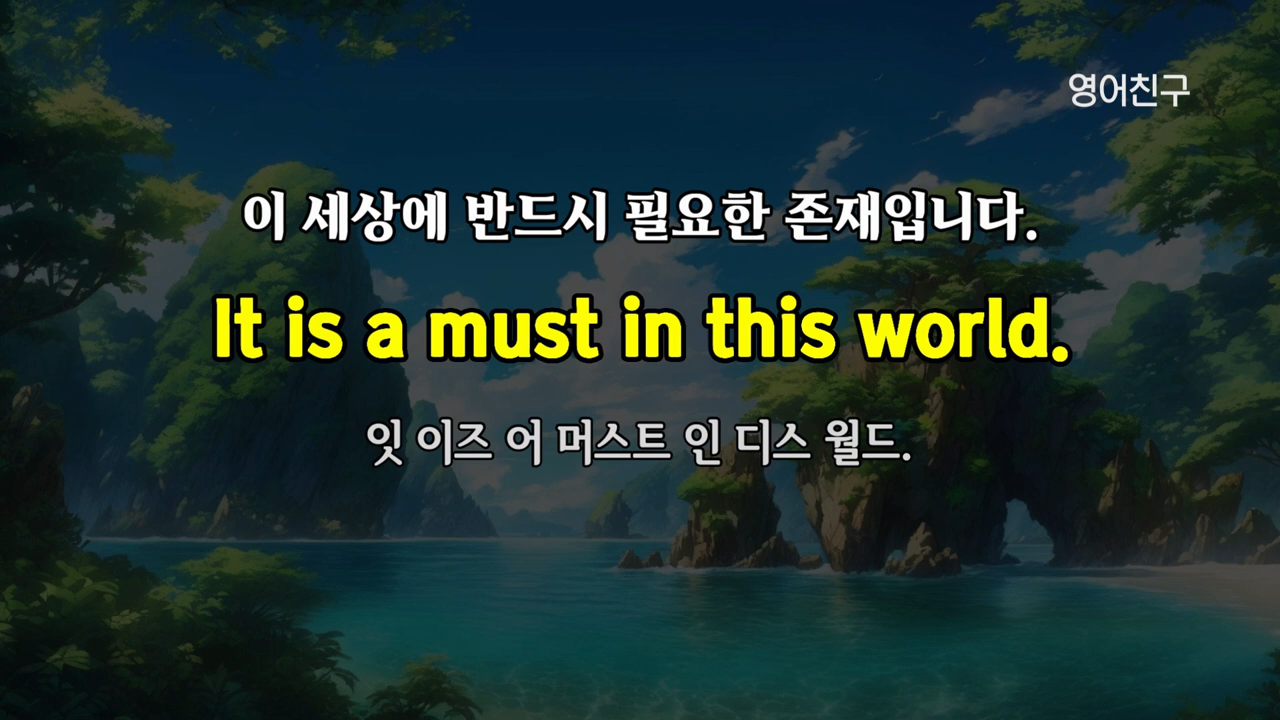 영어친구
이 세상에 반드시 필요한 존재입니다.
It is a must in this world.
잇 이즈 어 머스트 인 디스 월드.